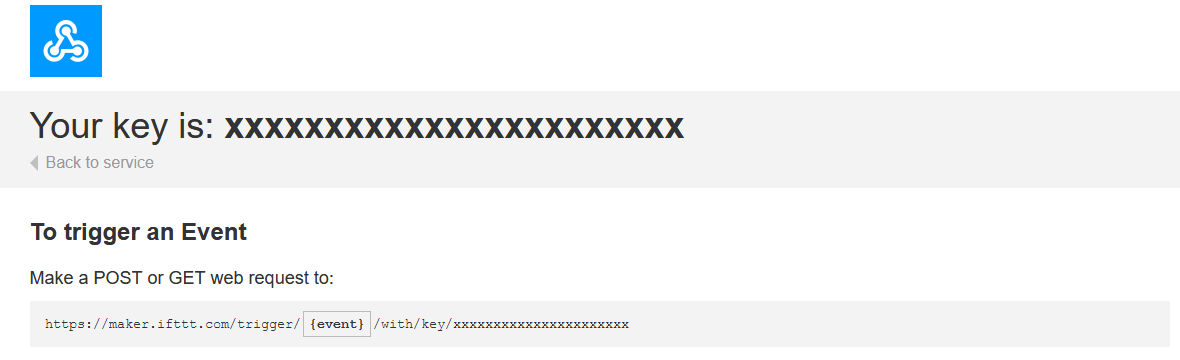 Your key is: xxxxxxxxxxxxxxxxxxxxxxx
Back to service
To trigger an Event
Make a POST or GET web request to:
https://maker.ifttt.com/trigger/ {event} /with/key/xxxxxxxxxxxxxxxxxxxxxx